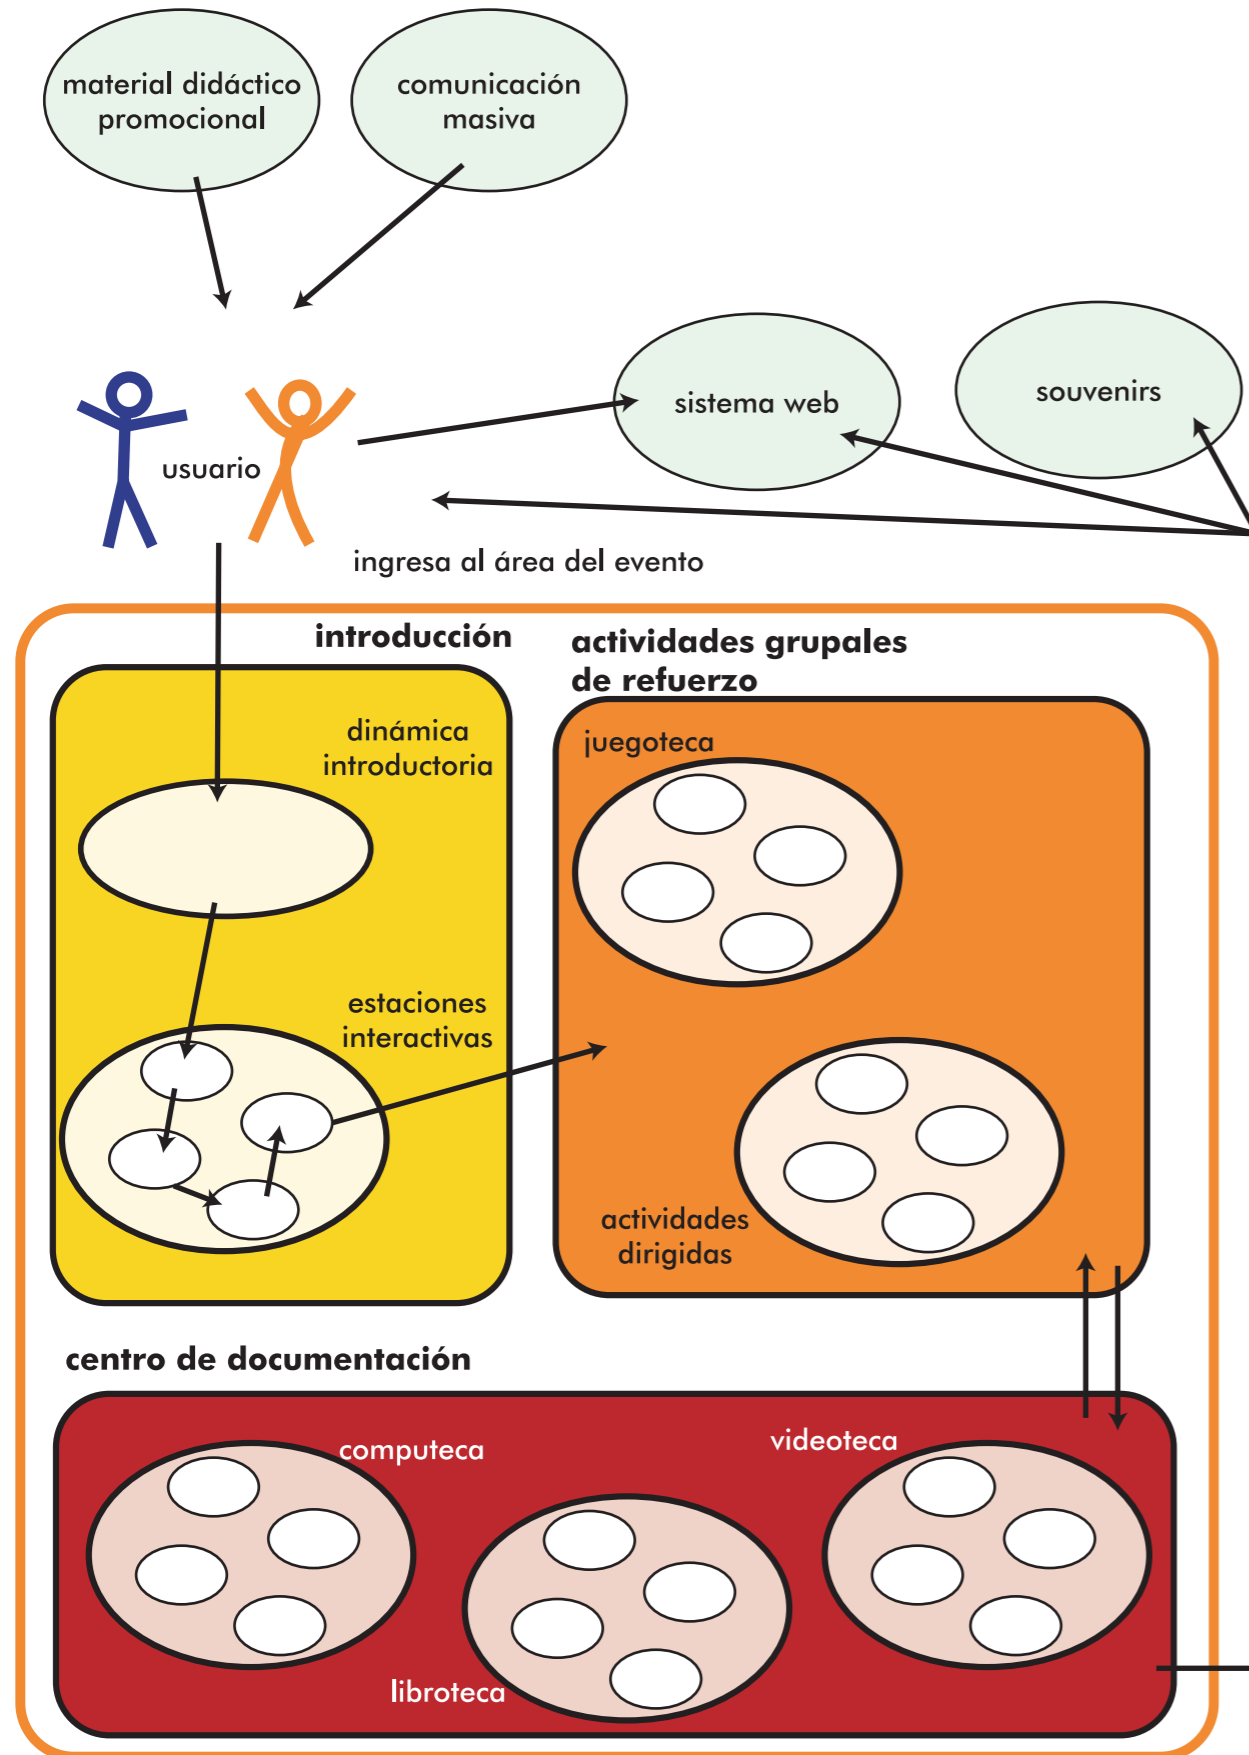 material didáctico
promocional
comunicación
masiva
sistema web
souvenirs
usuario
ingresa al área del evento
introducción
actividades grupales
de refuerzo
dinámica
introductoria
juegoteca
estaciones
interactivas
actividades
dirigidas
centro de documentación
computeca
videoteca
libroteca